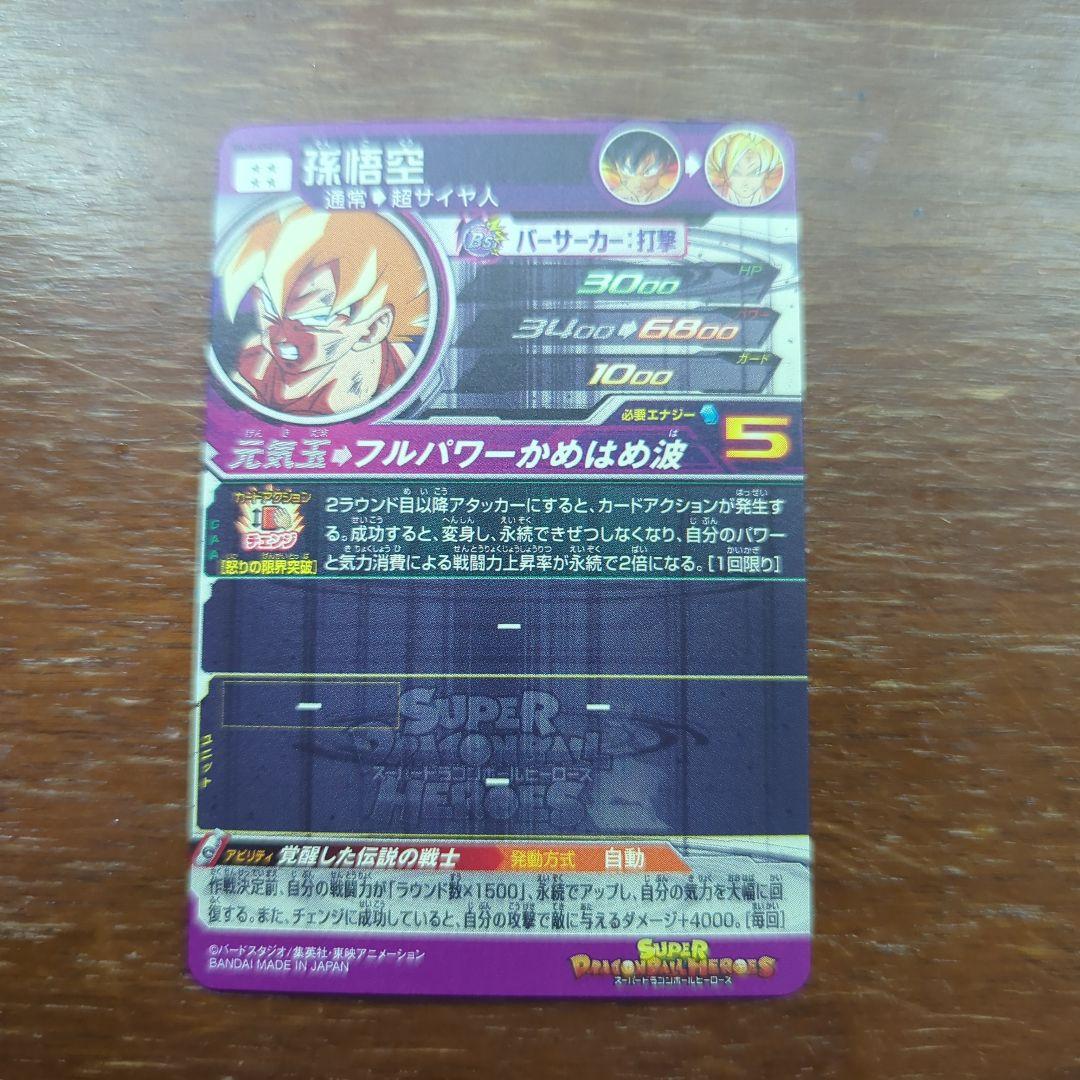 孫悟空
通常➡超サイヤ人
BS バーサーカー:打撃
HP
3000
パワー
3400➡6800
ガード
1000
必要エナジー 5
元気玉➡フルパワーかめはめ波
カードアクション
チェンジ
[怒りの限界突破]
2ラウンド目以降アタッカーにすると、カードアクションが発生す
る。成功すると、変身し、永続できぜつしなくなり、自分のパワー
と気力消費による戦闘力上昇率が永続で2倍になる。[1回限り]
CAA
ー
ー
ー
ー
ユニット
SUPER
DRAGONBALL
スーパードラゴンボールヒーローズ
HEROES
アビリティ 覚醒した伝説の戦士 発動方式 自動
作戦決定前、自分の戦闘力が「ラウンド数×1500」、永続でアップし、自分の気力を大幅に回
復する。また、チェンジに成功していると、自分の攻撃で敵に与えるダメージ+4000。[毎回]
©バードスタジオ/集英社・東映アニメーション
BANDAI MADE IN JAPAN
SUPER
DRAGONBALL HEROES
スーパードラゴンボールヒーローズ